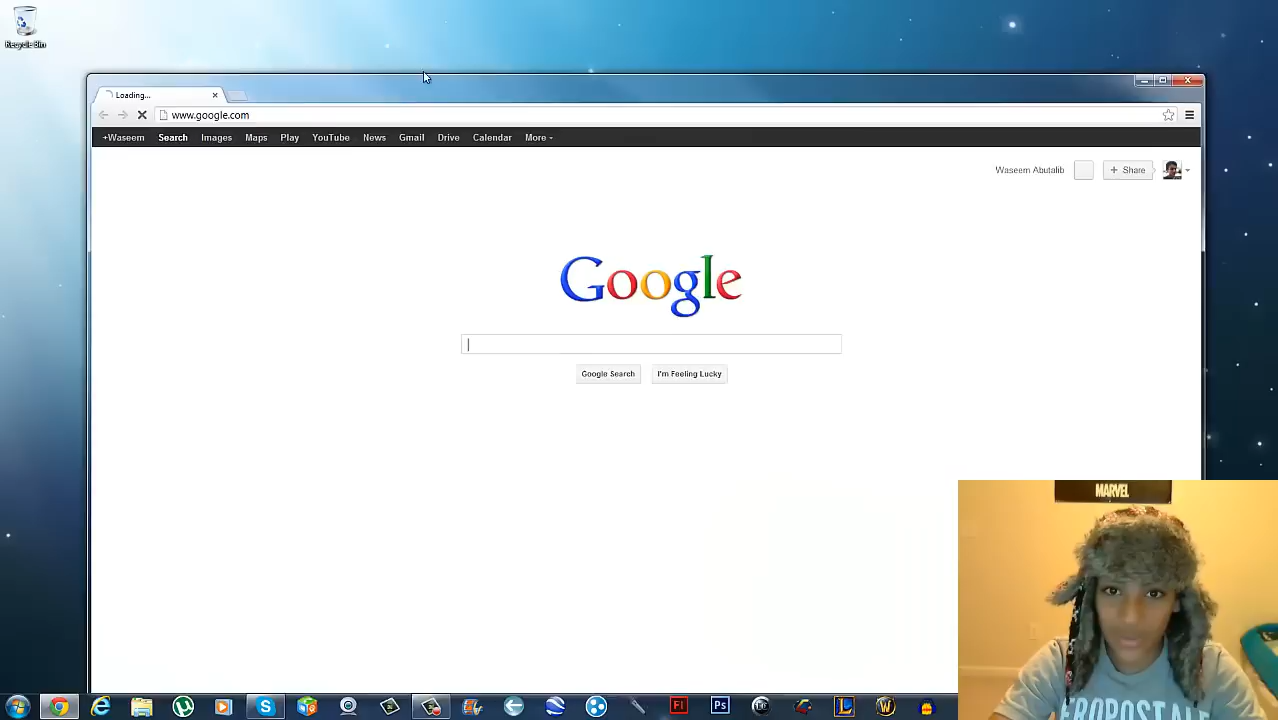 Recycle Bin
Loading...
www.google.com
+Waseem Search Images Maps Play YouTube News Gmail Drive Calendar More
Waseem Abutalib + Share
Google
Google Search I'm Feeling Lucky
MARVEL
EROPOSTALE